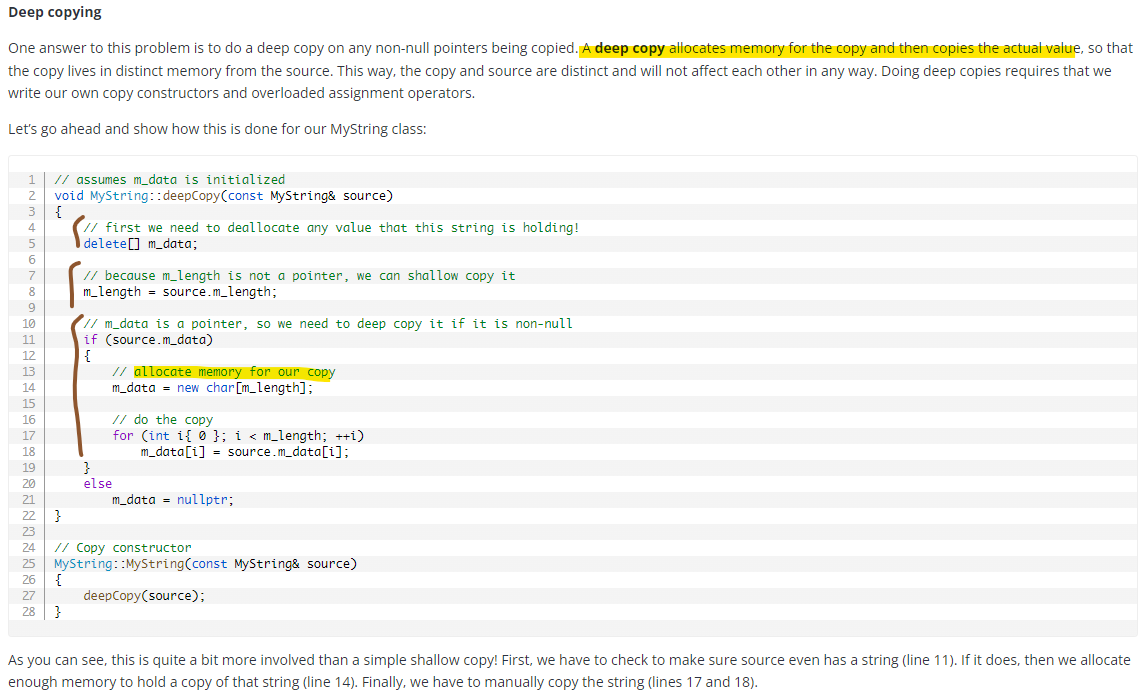 Deep copying
One answer to this problem is to do a deep copy on any non-null pointers being copied. A deep copy allocates memory for the copy and then copies the actual value, so that
the copy lives in distinct memory from the source. This way, the copy and source are distinct and will not affect each other in any way. Doing deep copies requires that we
write our own copy constructors and overloaded assignment operators.
Let's go ahead and show how this is done for our MyString class:
1 // assumes m_data is initialized
2 void MyString::deepCopy(const MyString& source)
3 {
4 // first we need to deallocate any value that this string is holding!
5 delete[] m_data;
6
7 // because m_length is not a pointer, we can shallow copy it
8 m_length = source.m_length;
9
10 // m_data is a pointer, so we need to deep copy it if it is non-null
11 if (source.m_data)
12 {
13 // allocate memory for our copy
14 m_data = new char[m_length];
15
16 // do the copy
17 for (int i{ 0 }; i < m_length; ++i)
18 m_data[i] = source.m_data[i];
19 }
20 else
21 m_data = nullptr;
22 }
23
24 // Copy constructor
25 MyString::MyString(const MyString& source)
26 {
27 deepCopy(source);
28 }
As you can see, this is quite a bit more involved than a simple shallow copy! First, we have to check to make sure source even has a string (line 11). If it does, then we allocate
enough memory to hold a copy of that string (line 14). Finally, we have to manually copy the string (lines 17 and 18).